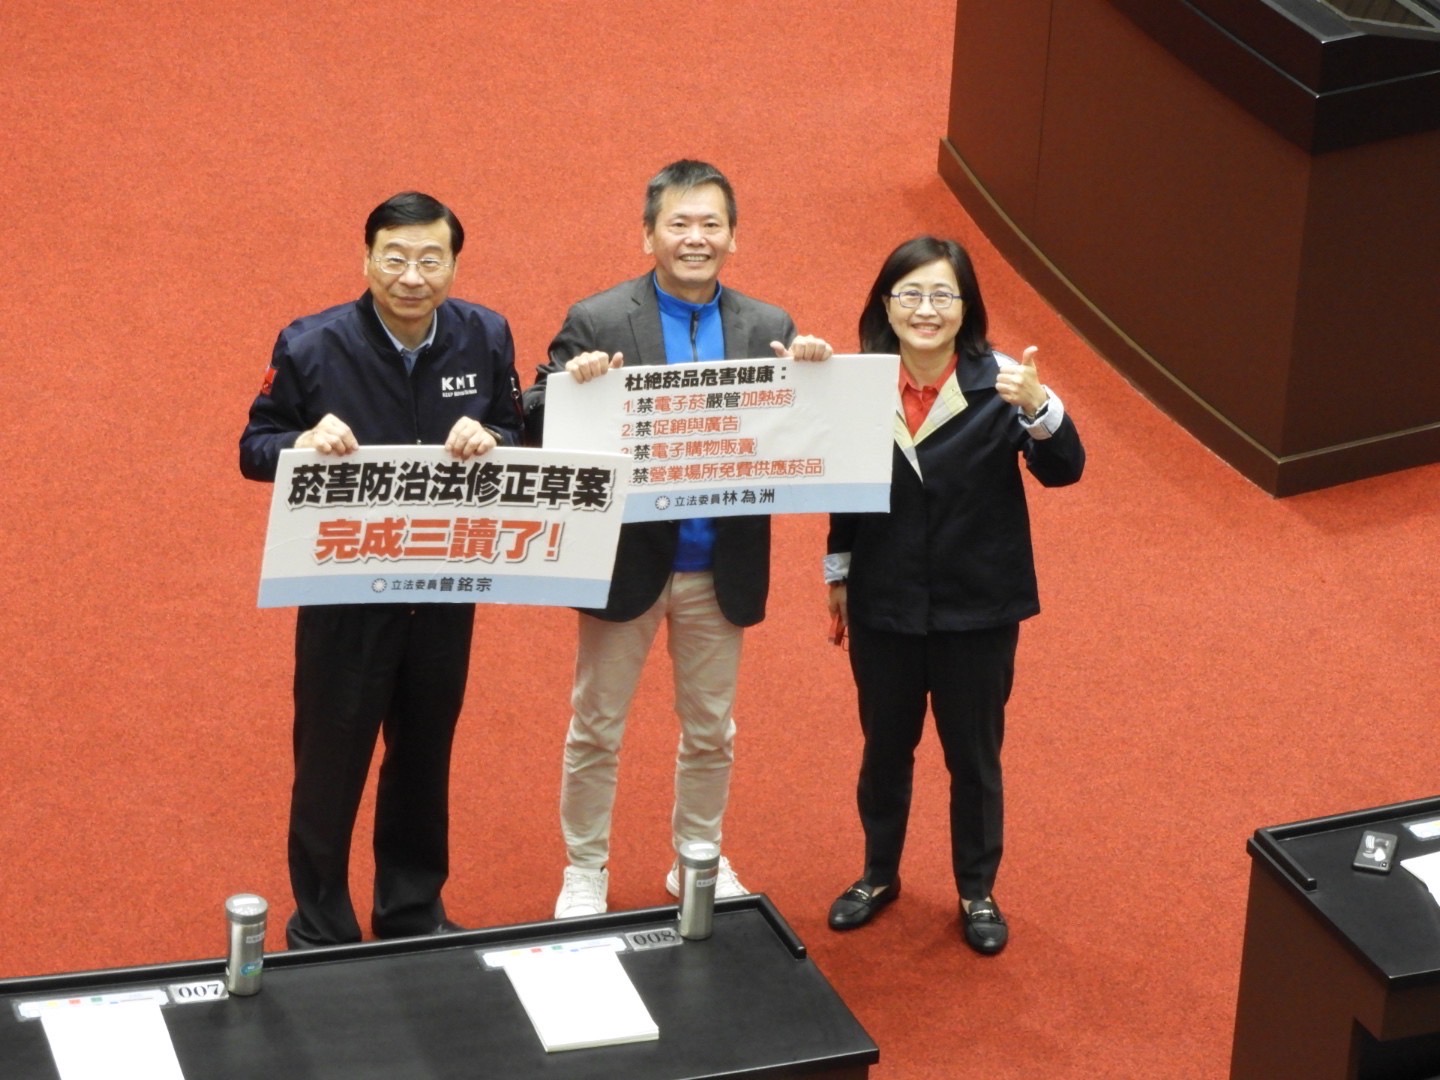 KMT
菸害防治法修正草案
完成三讀了!
立法委員 曾銘宗
杜絕菸品危害健康：
1.禁電子菸嚴管加熱菸
2.禁促銷與廣告
3.禁電子購物販賣
禁營業場所免費供應菸品
立法委員 林為洲
007
008